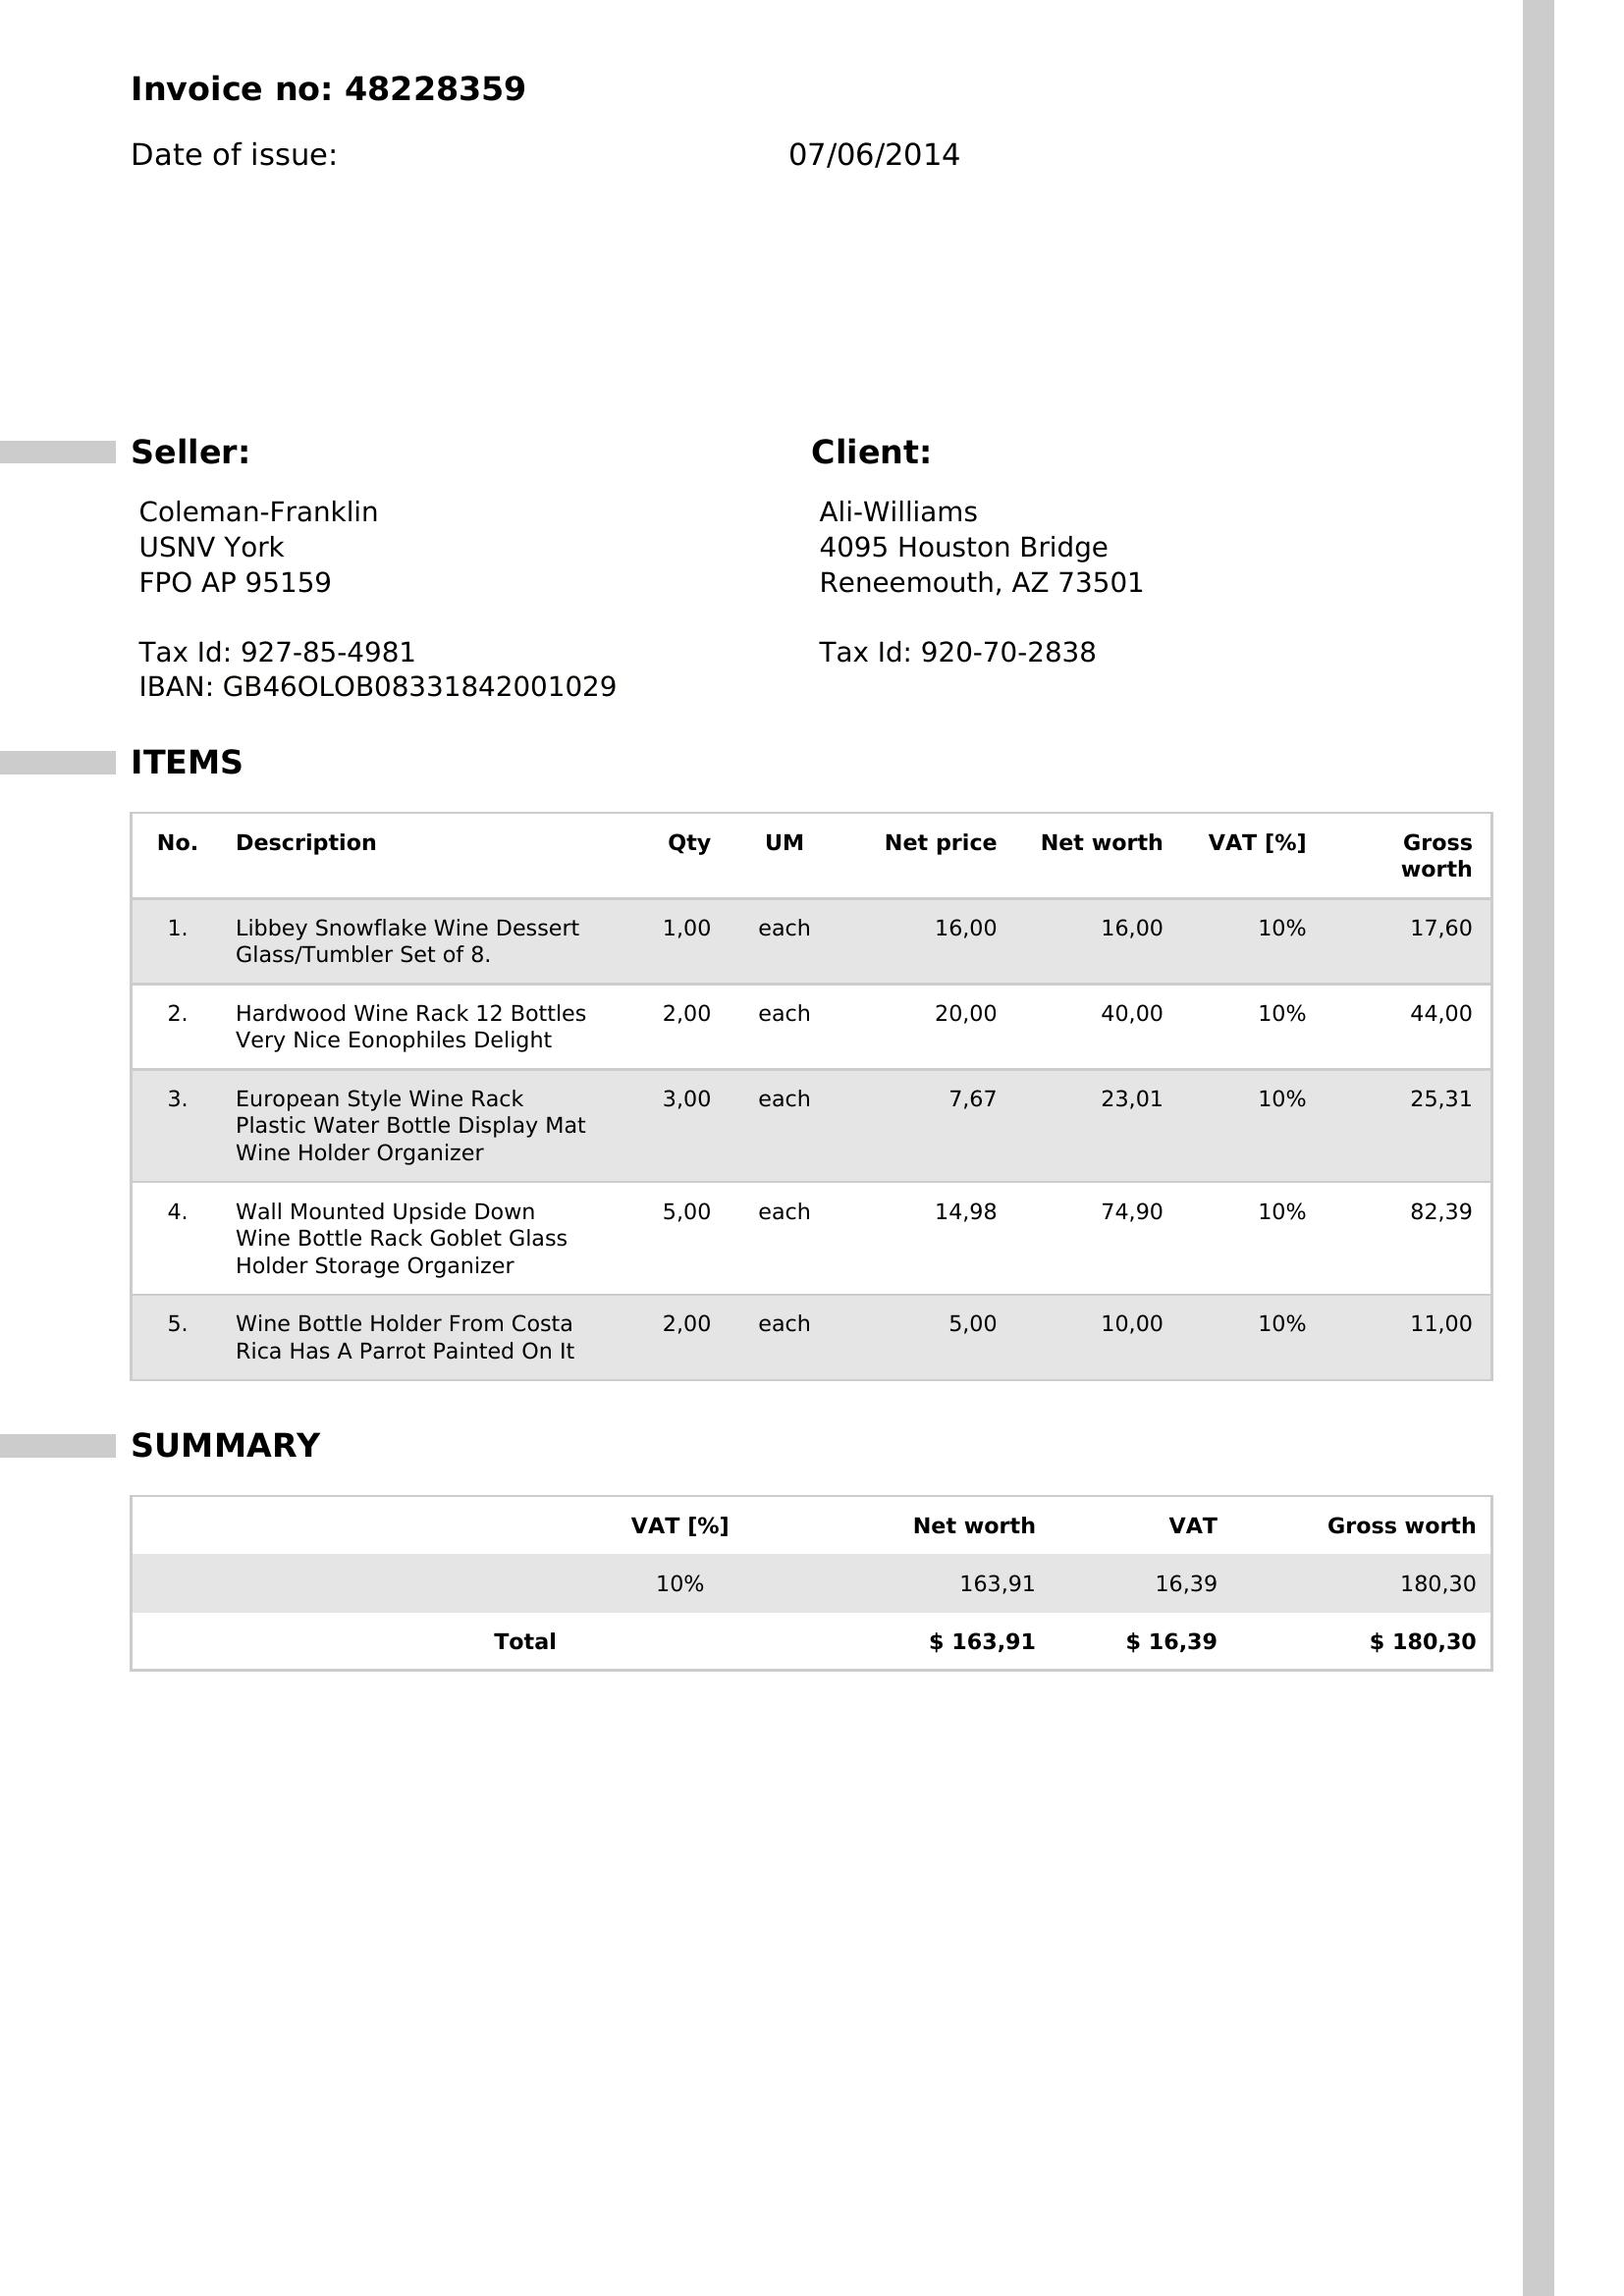 Invoice no: 48228359
Date of issue: 07/06/2014
Seller:
Coleman-Franklin
USNV York
FPO AP 95159
Tax Id: 927-85-4981
IBAN: GB46OLOB08331842001029
Client:
Ali-Williams
4095 Houston Bridge
Reneemouth, AZ 73501
Tax Id: 920-70-2838
ITEMS
No. Description Qty UM Net price Net worth VAT [%] Gross
worth
1. Libbey Snowflake Wine Dessert 1,00 each 16,00 16,00 10% 17,60
Glass/Tumbler Set of 8.
2. Hardwood Wine Rack 12 Bottles 2,00 each 20,00 40,00 10% 44,00
Very Nice Eonophiles Delight
3. European Style Wine Rack 3,00 each 7,67 23,01 10% 25,31
Plastic Water Bottle Display Mat
Wine Holder Organizer
4. Wall Mounted Upside Down 5,00 each 14,98 74,90 10% 82,39
Wine Bottle Rack Goblet Glass
Holder Storage Organizer
5. Wine Bottle Holder From Costa 2,00 each 5,00 10,00 10% 11,00
Rica Has A Parrot Painted On It
SUMMARY
VAT [%] Net worth VAT Gross worth
10% 163,91 16,39 180,30
Total $ 163,91 $ 16,39 $ 180,30